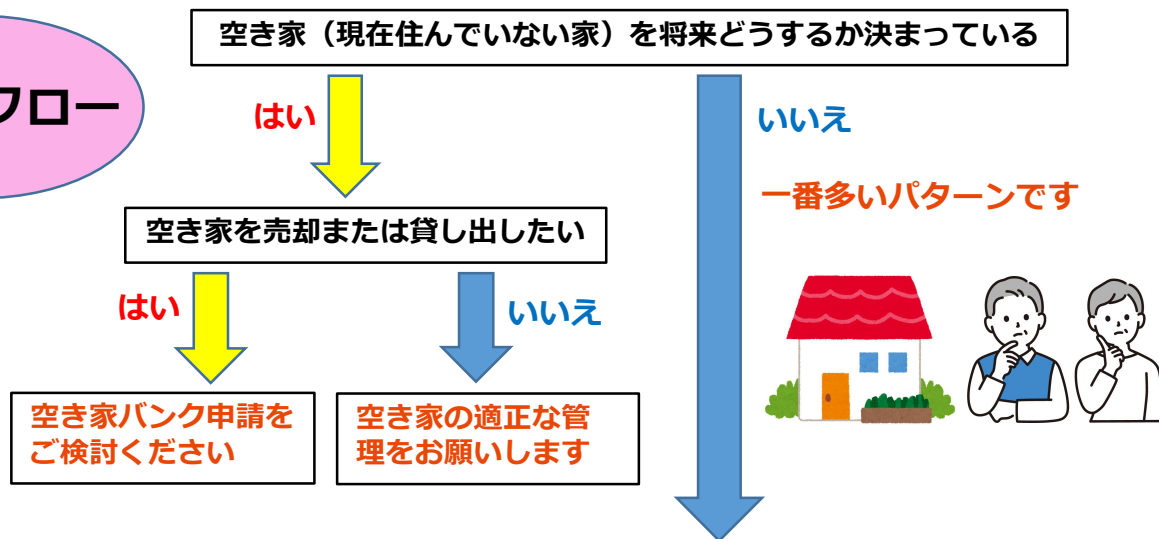 空き家（現在住んでいない家）を将来どうするか決まっている
フロー
はい
いいえ
一番多いパターンです
空き家を売却または貸し出したい
はい
いいえ
空き家バンク申請を
ご検討ください
空き家の適正な管
理をお願いします